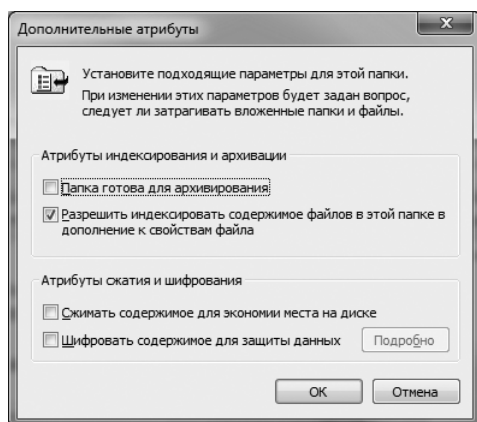 Дополнительные атрибуты
Установите подходящие параметры для этой папки.
При изменении этих параметров будет задан вопрос,
следует ли затрагивать вложенные папки и файлы.
Атрибуты индексирования и архивации
Папка готова для архивирования
Разрешить индексировать содержимое файлов в этой папке в
дополнение к свойствам файла
Атрибуты сжатия и шифрования
Сжимать содержимое для экономии места на диске
Шифровать содержимое для защиты данных
Подробно
ОК
Отмена